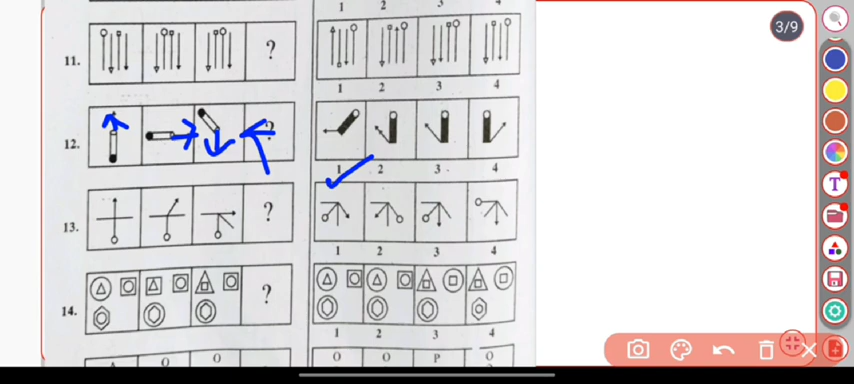 1 2 3 4
3/9
11. ?
1 2 3 4
12. ?
1 2 3 4
13. ?
1 2 3 4
14. ?
1 2 3 4
O O O O P O
T